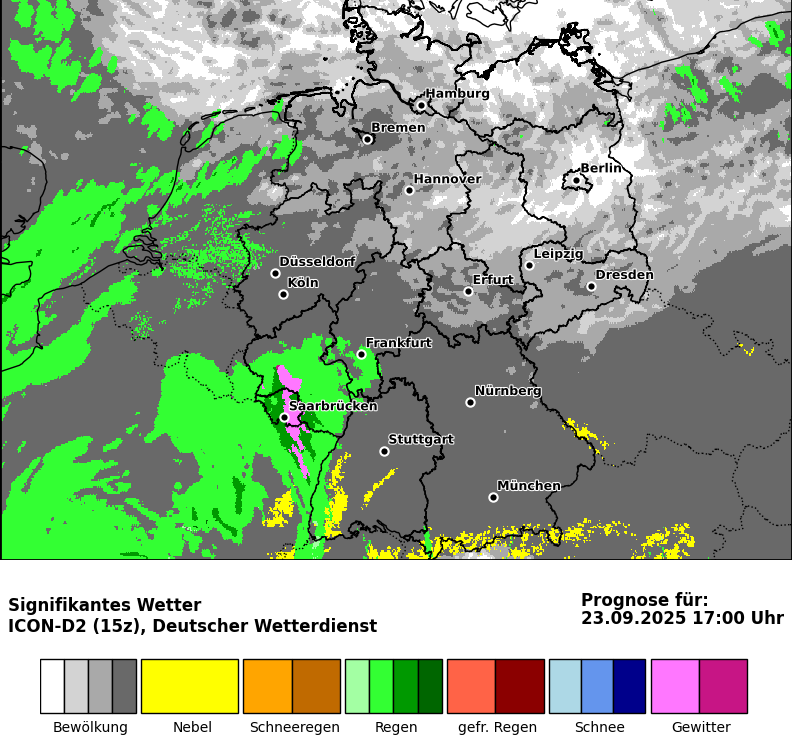 Hamburg
Bremen
Berlin
Hannover
Leipzig
Düsseldorf
Dresden
Köln
Erfurt
Frankfurt
Nürnberg
Saarbrücken
Stuttgart
München
Signifikantes Wetter
ICON-D2 (15z), Deutscher Wetterdienst
Prognose für:
23.09.2025 17:00 Uhr
Bewölkung Nebel Schneeregen Regen gefr. Regen Schnee Gewitter